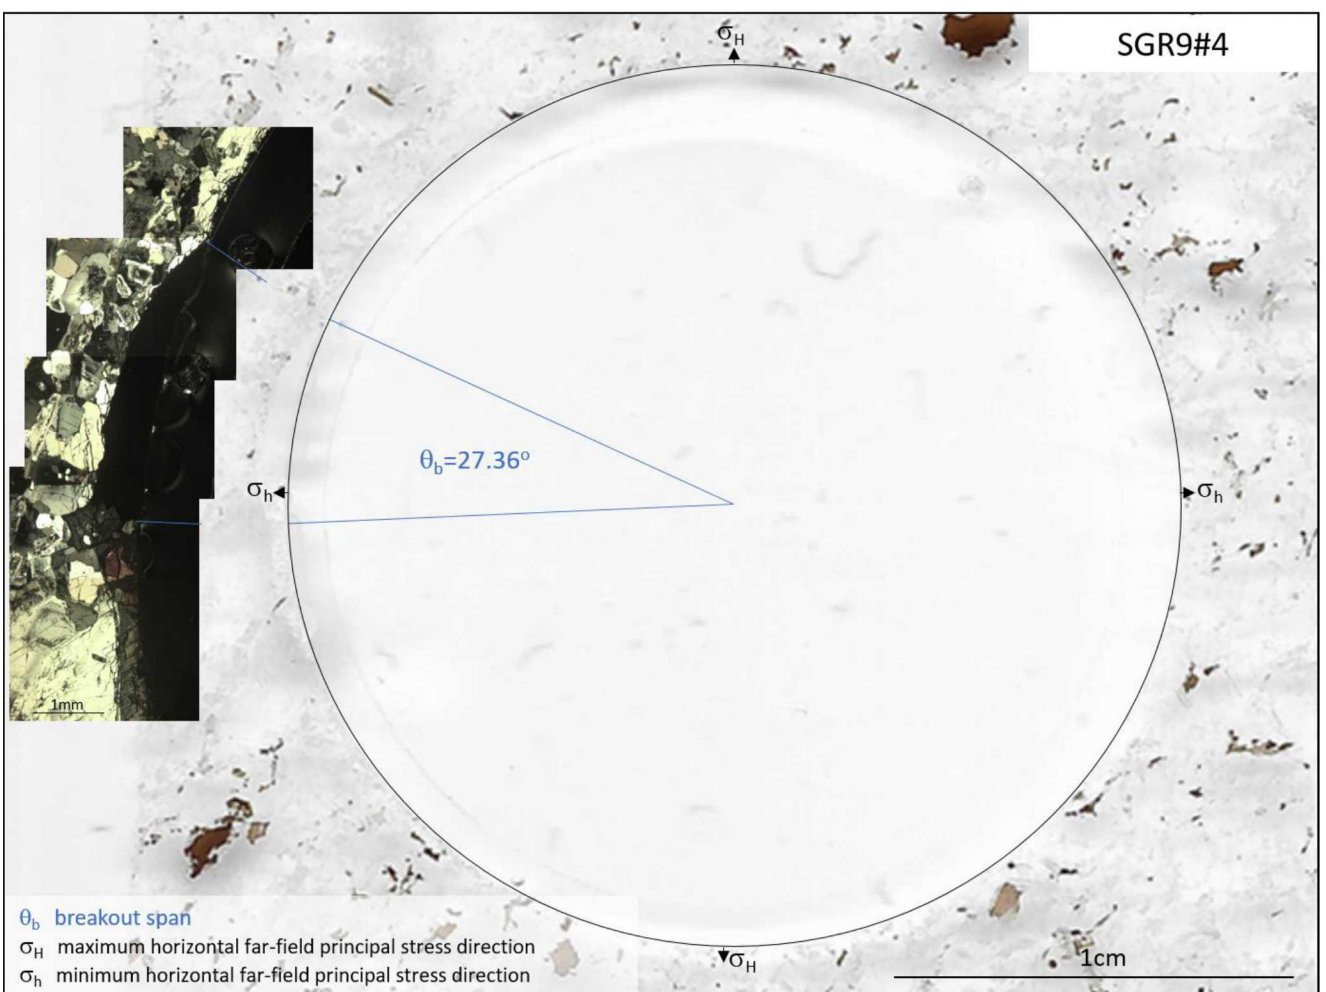 σH
SGR9#4
θb=27.36°
σh
σh
1mm
θb breakout span
σH maximum horizontal far-field principal stress direction
σh minimum horizontal far-field principal stress direction
σH
1cm